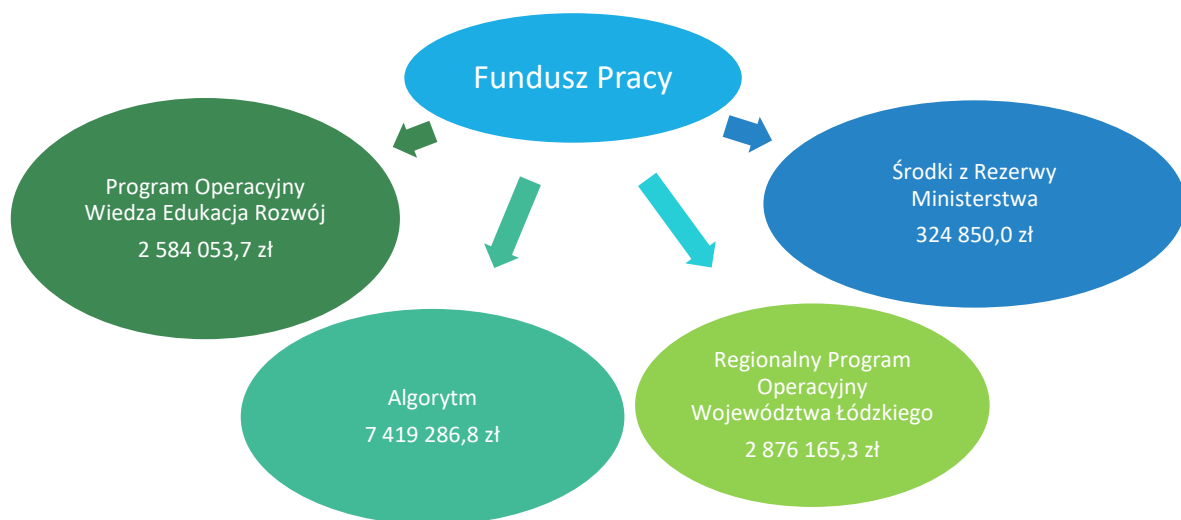 Fundusz Pracy
Program Operacyjny
Wiedza Edukacja Rozwój
2 584 053,7 zł
Środki z Rezerwy
Ministerstwa
324 850,0 zł
Algorytm
7 419 286,8 zł
Regionalny Program
Operacyjny
Województwa Łódzkiego
2 876 165,3 zł